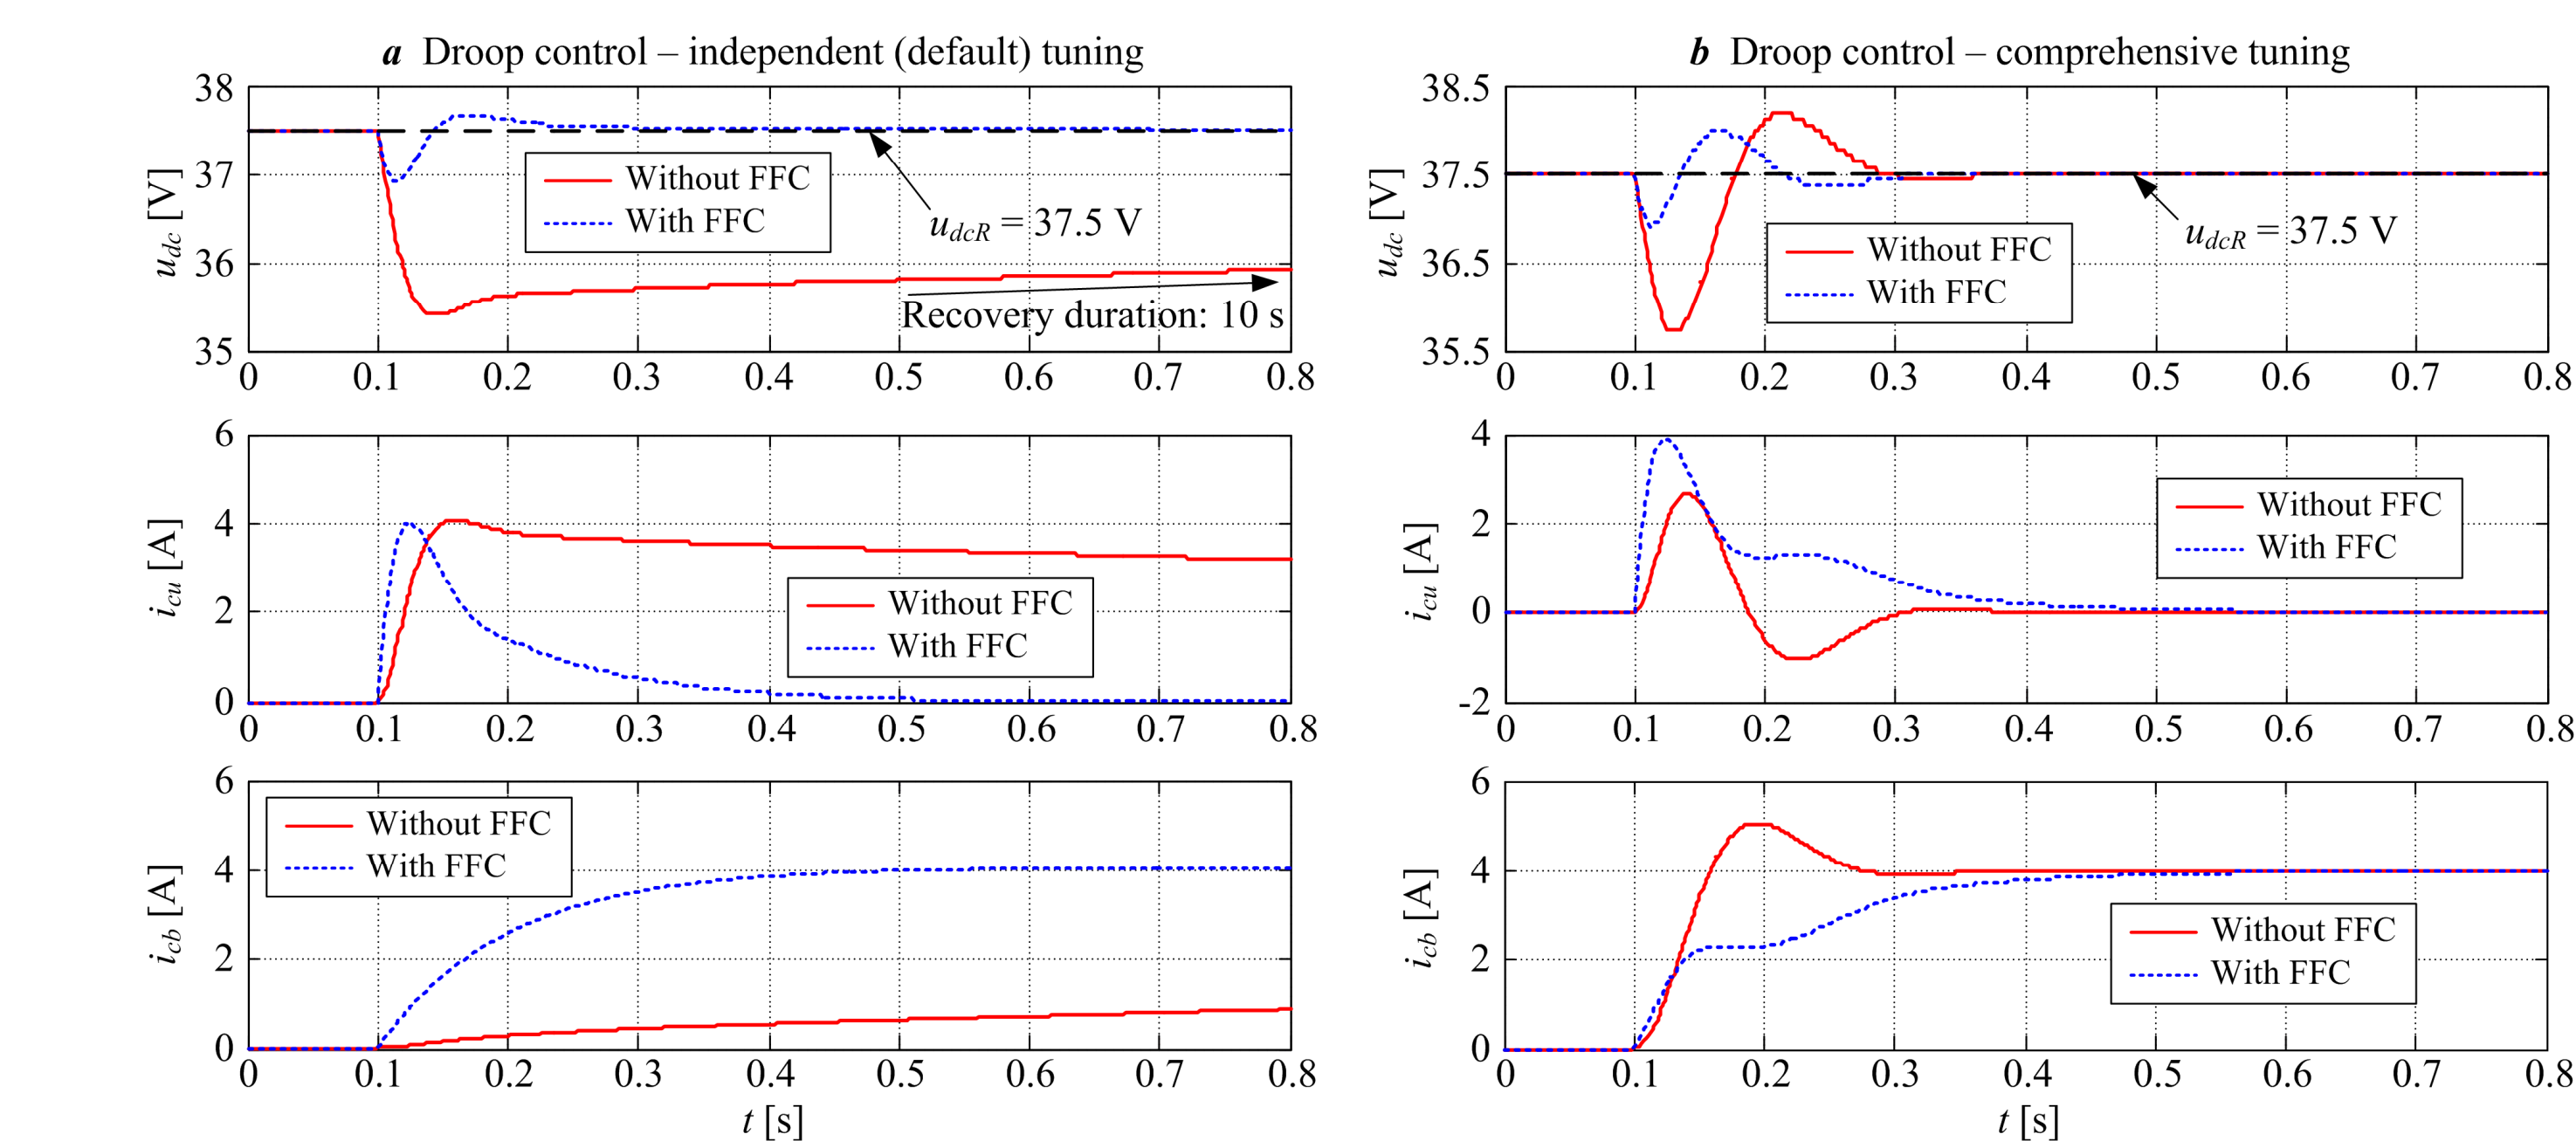 a Droop control – independent (default) tuning
38
37
36
35
u_dc [V]
Without FFC
With FFC
u_dcR = 37.5 V
Recovery duration: 10 s
0 0.1 0.2 0.3 0.4 0.5 0.6 0.7 0.8
6
4
2
0
i_cu [A]
Without FFC
With FFC
0 0.1 0.2 0.3 0.4 0.5 0.6 0.7 0.8
6
4
2
0
i_cb [A]
Without FFC
With FFC
0 0.1 0.2 0.3 0.4 0.5 0.6 0.7 0.8
t [s]
b Droop control – comprehensive tuning
38.5
37.5
36.5
35.5
u_dc [V]
Without FFC
With FFC
u_dcR = 37.5 V
0 0.1 0.2 0.3 0.4 0.5 0.6 0.7 0.8
4
2
0
-2
i_cu [A]
Without FFC
With FFC
0 0.1 0.2 0.3 0.4 0.5 0.6 0.7 0.8
6
4
2
0
i_cb [A]
Without FFC
With FFC
0 0.1 0.2 0.3 0.4 0.5 0.6 0.7 0.8
t [s]